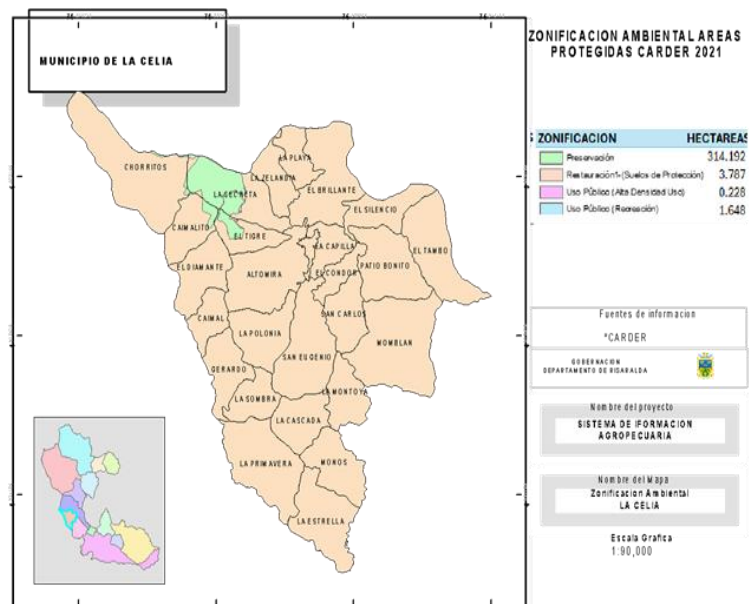 MUNICIPIO DE LA CELIA
CHORRITOS
LA SECRETA
LA ZELANDIA
LA PLAYA
EL BRILLANTE
EL SILENCIO
CAIMALITO
EL TIGRE
LA CAPILLA
EL TAMBO
EL DIAMANTE
ALTOMIRA
EL CONDOR
PATIO BONITO
CAIMAL
LA POLONIA
SAN CARLOS
SAN EUGENIO
MOMBLAN
GERARDO
LA SOMBRA
LA MONTOYA
LA CASCADA
LA PRIMAVERA
MONOS
LA ESTRELLA
ZONIFICACION AMBIENTAL AREAS
PROTEGIDAS CARDER 2021
S ZONIFICACION HECTAREAS
Preservación 314.192
Restauración1-(Suelos de Protección) 3.787
Uso Público (Alta Densidad Uso) 0.228
Uso Público (Recreación) 1.648
Fuentes de informacion
*CARDER
GOBERNACION
DEPARTAMENTO DE RISARALDA
Nombre del proyecto
SISTEMA DE IFORMACION
AGROPECUARIA
Nombre del Mapa
Zonificacion Ambiental
LA CELIA
Escala Grafica
1:90,000